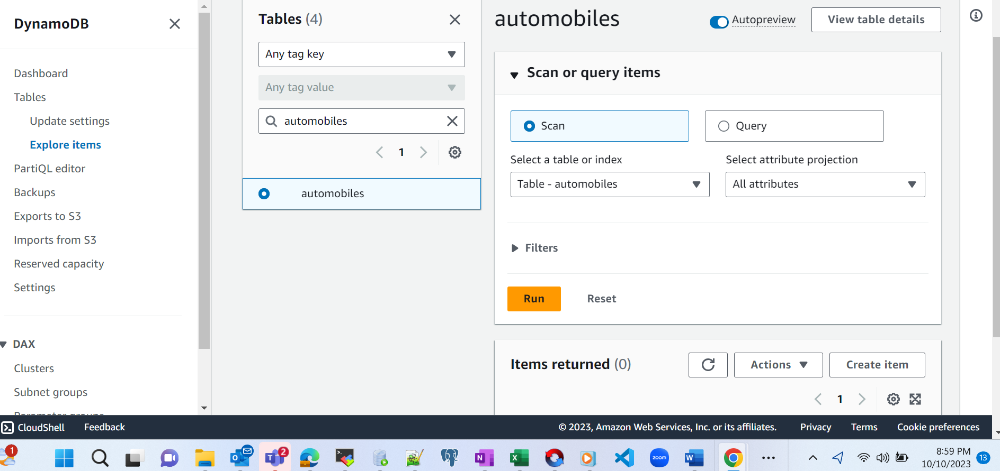 DynamoDB
Dashboard
Tables
Update settings
Explore items
PartiQL editor
Backups
Exports to S3
Imports from S3
Reserved capacity
Settings
DAX
Clusters
Subnet groups
Parameter groups
Tables (4)
Any tag key
Any tag value
automobiles
1
automobiles
automobiles
Autopreview
View table details
Scan or query items
Scan
Query
Select a table or index
Select attribute projection
Table - automobiles
All attributes
Filters
Run
Reset
Items returned (0)
Actions
Create item
1
CloudShell
Feedback
© 2023, Amazon Web Services, Inc. or its affiliates.
Privacy
Terms
Cookie preferences
1
2
zoom
8:59 PM
10/10/2023
13